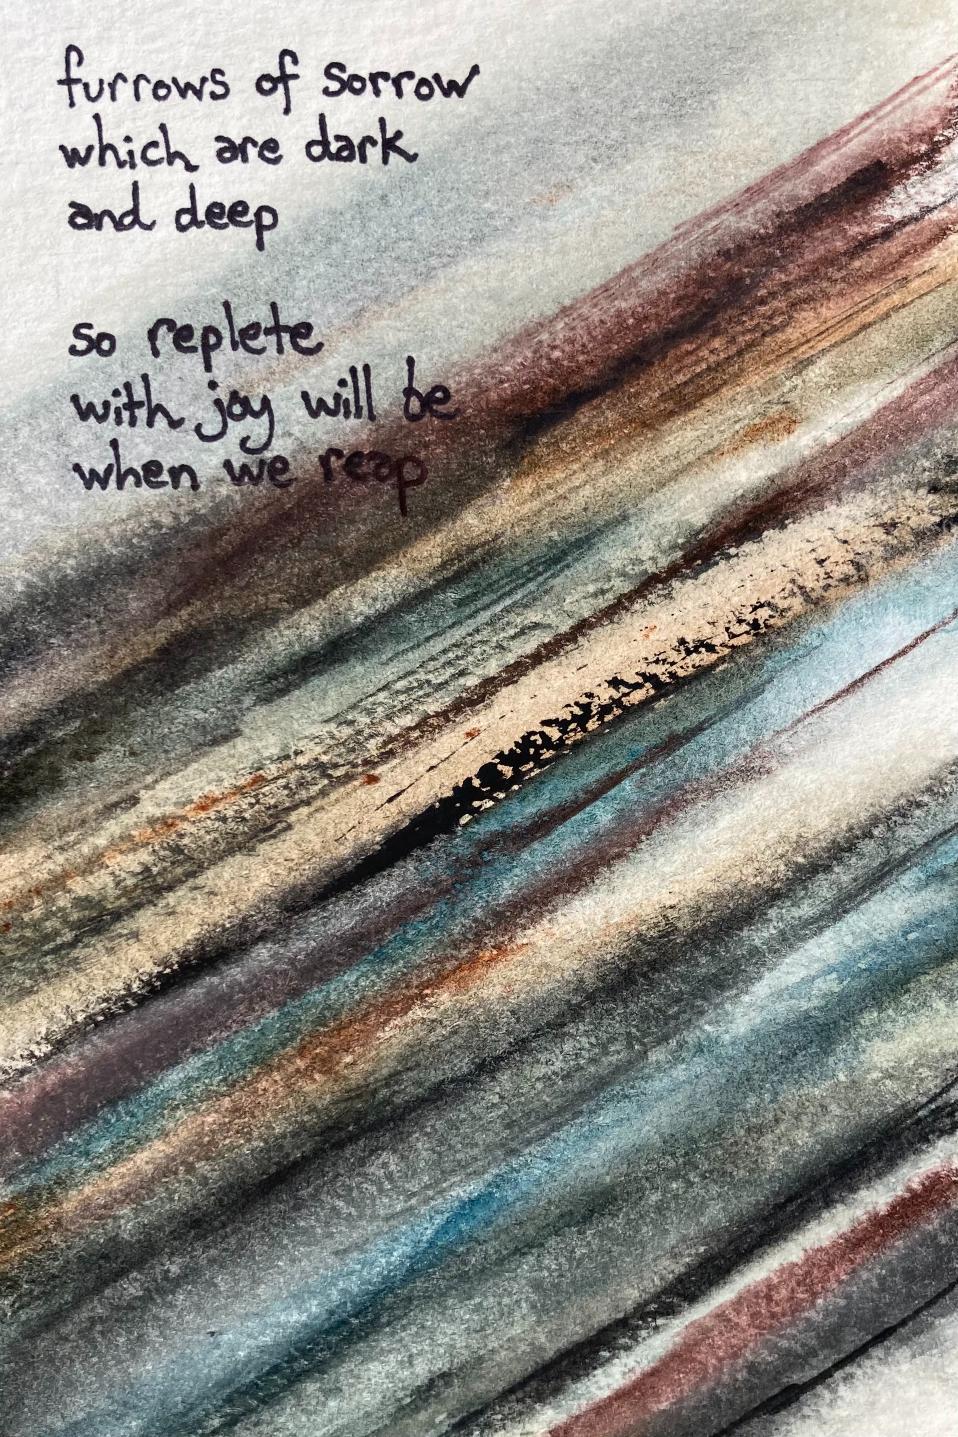 furrows of sorrow
which are dark
and deep
so replete
with joy will be
when we reap